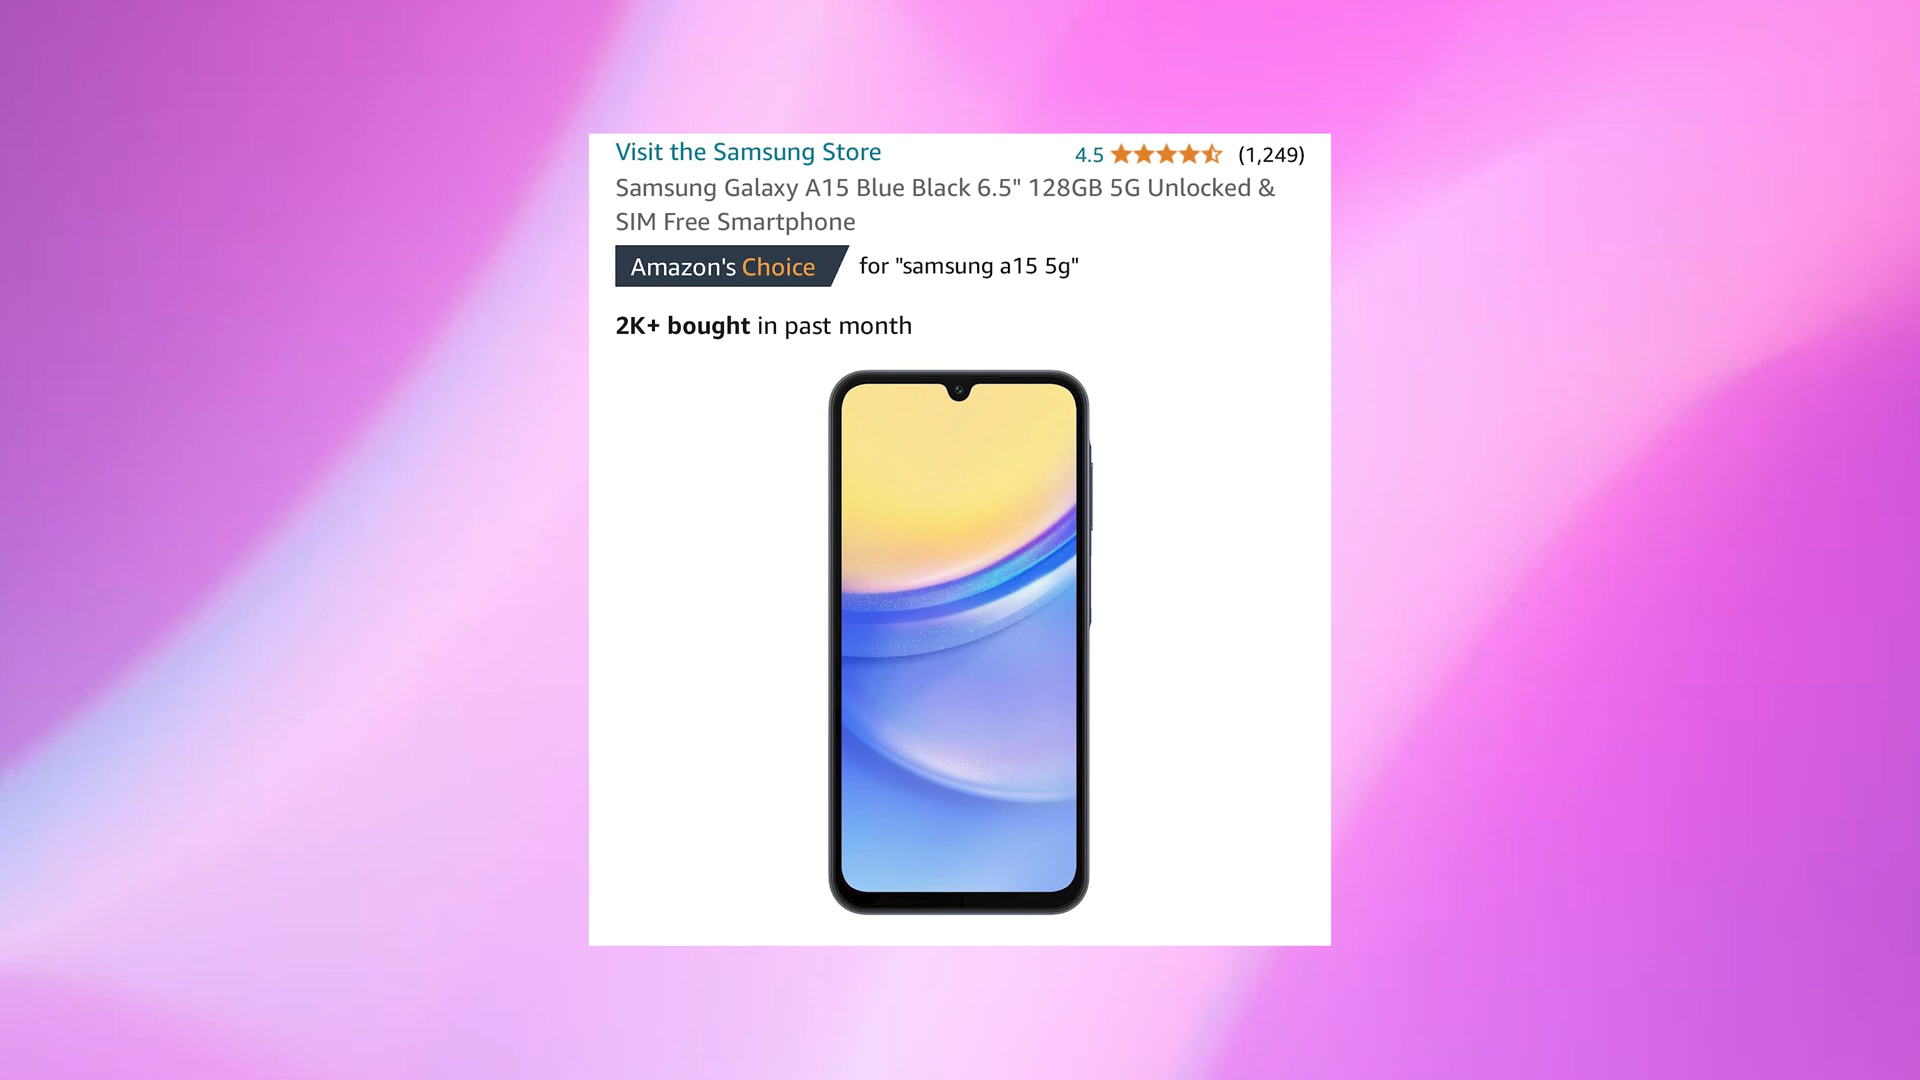 Visit the Samsung Store
4.5 (1,249)
Samsung Galaxy A15 Blue Black 6.5" 128GB 5G Unlocked &
SIM Free Smartphone
Amazon's Choice for "samsung a15 5g"
2K+ bought in past month